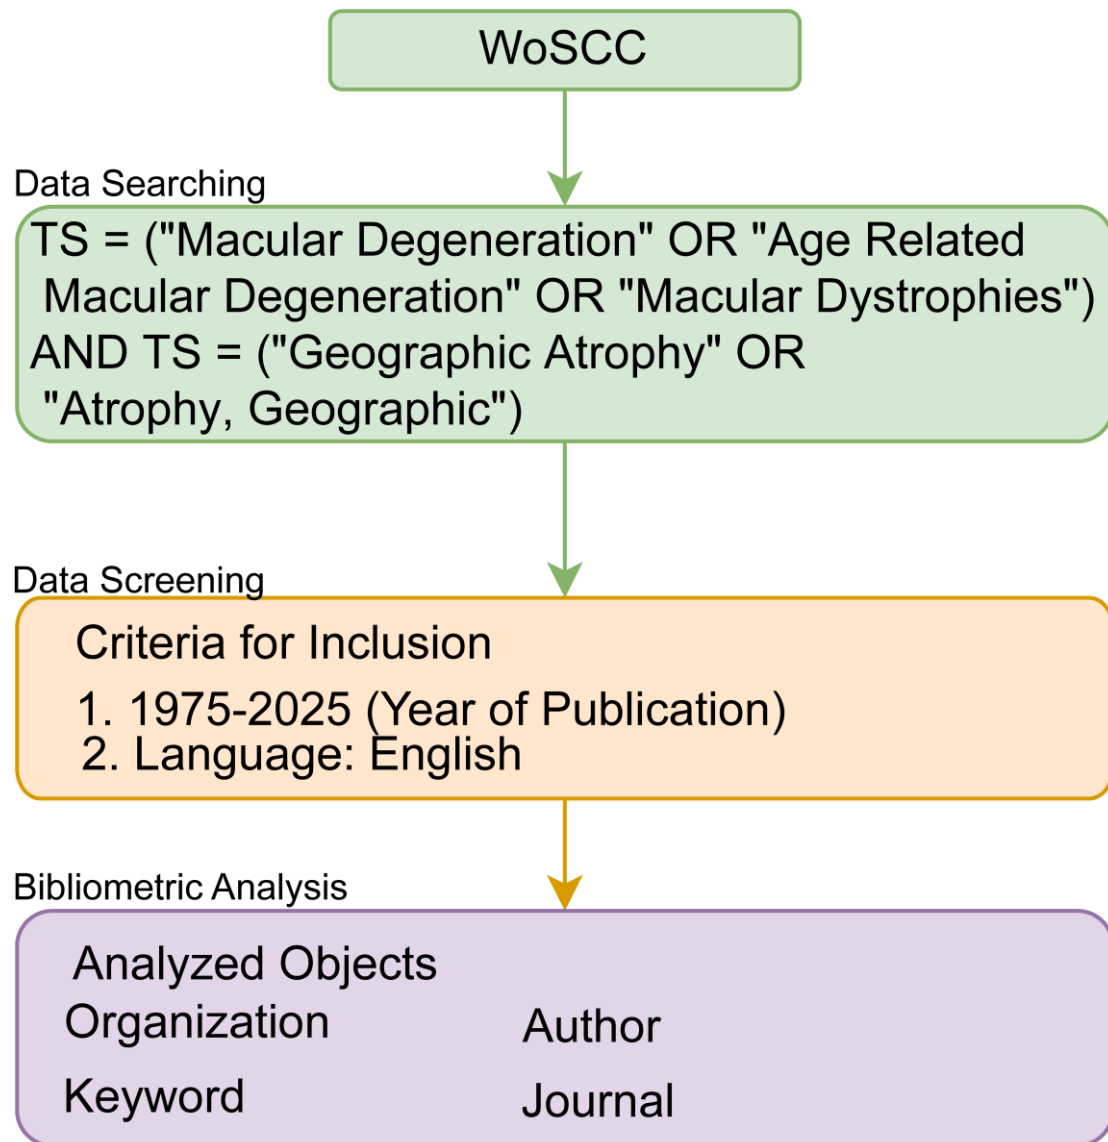 WoSCC
Data Searching
TS = ("Macular Degeneration" OR "Age Related
Macular Degeneration" OR "Macular Dystrophies")
AND TS = ("Geographic Atrophy" OR
"Atrophy, Geographic")
Data Screening
Criteria for Inclusion
1. 1975-2025 (Year of Publication)
2. Language: English
Bibliometric Analysis
Analyzed Objects
Organization Author
Keyword Journal